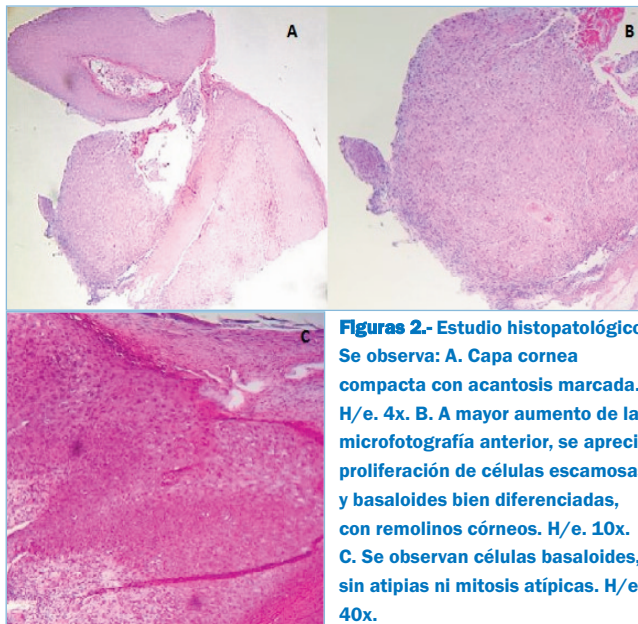 A
B
C
Figuras 2.- Estudio histopatológico
Se observa: A. Capa cornea
compacta con acantosis marcada.
H/e. 4x. B. A mayor aumento de la
microfotografía anterior, se apreci
proliferación de células escamosa
y basaloides bien diferenciadas,
con remolinos córneos. H/e. 10x.
C. Se observan células basaloides,
sin atipias ni mitosis atípicas. H/e
40x.